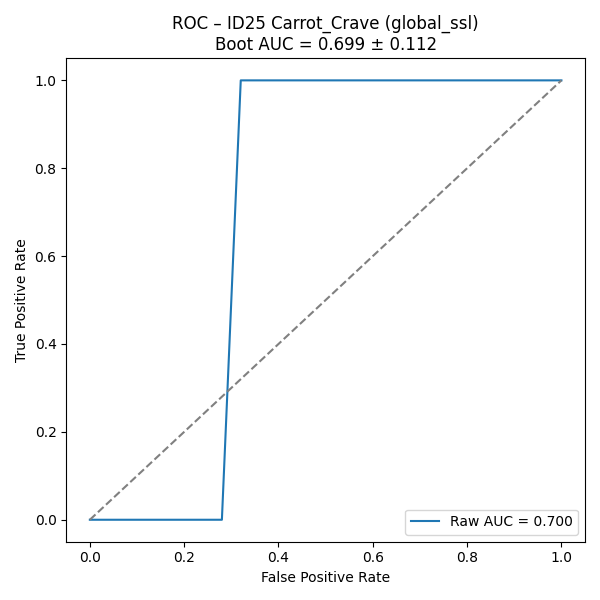 ROC – ID25 Carrot_Crave (global_ssl)
Boot AUC = 0.699 ± 0.112
True Positive Rate
1.0
0.8
0.6
0.4
0.2
0.0
Raw AUC = 0.700
0.0 0.2 0.4 0.6 0.8 1.0
False Positive Rate